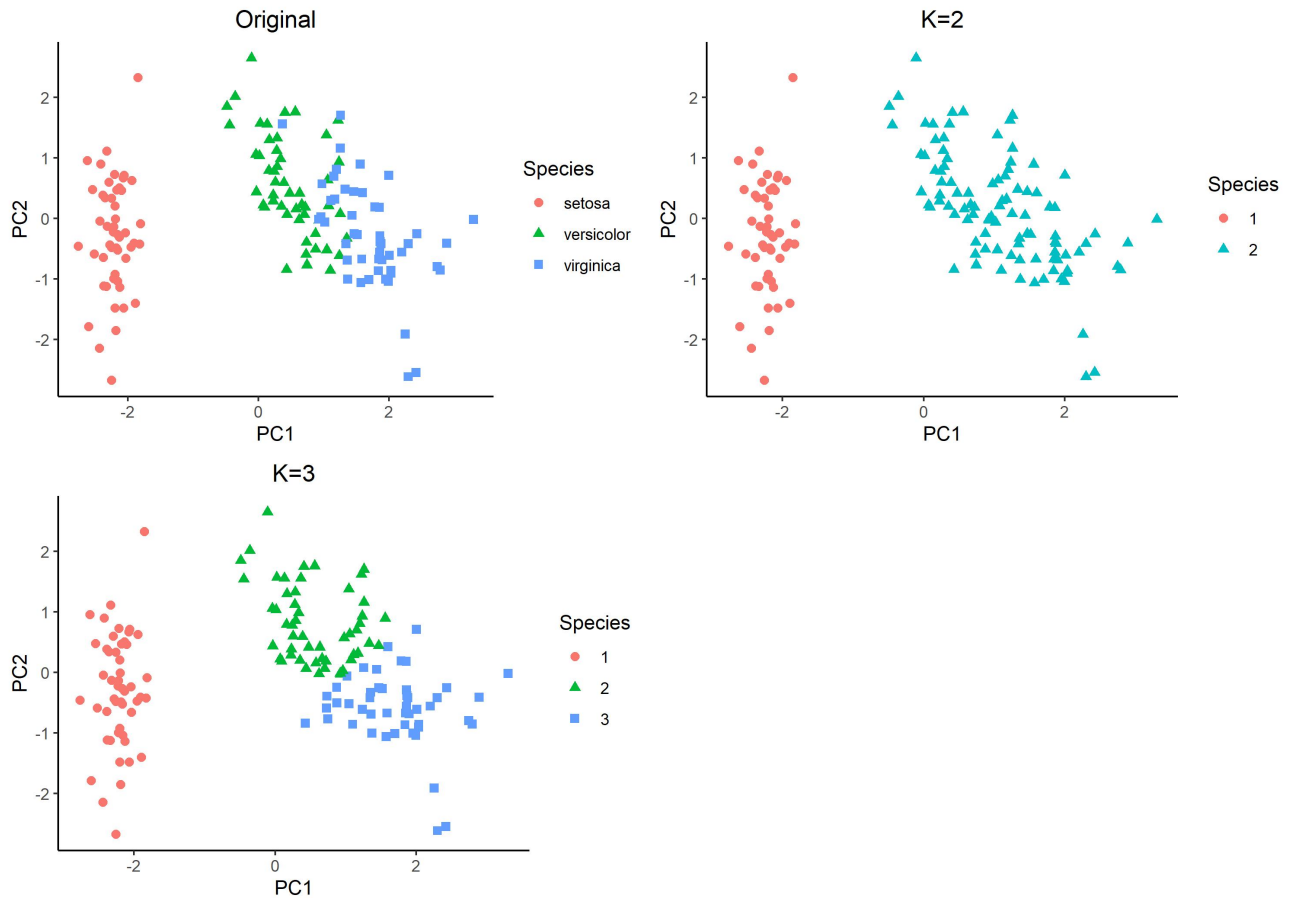 Original
2
1
0
-1
-2
PC2
-2
0
2
PC1
Species
setosa
versicolor
virginica
K=2
2
1
0
-1
-2
PC2
-2
0
2
PC1
Species
1
2
K=3
2
1
0
-1
-2
PC2
-2
0
2
PC1
Species
1
2
3